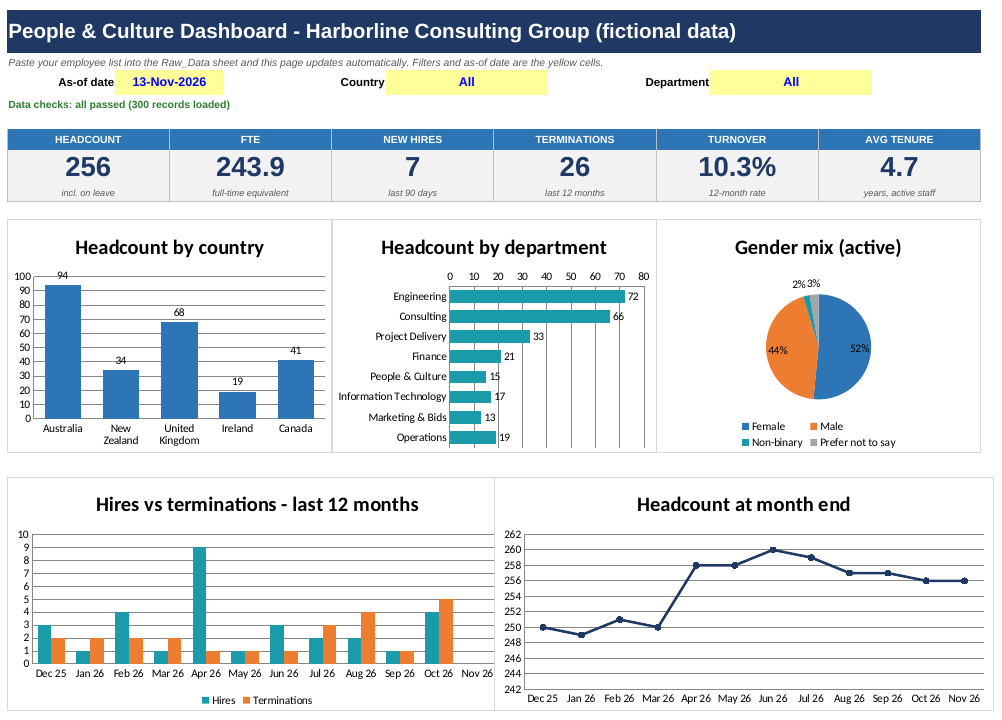 People & Culture Dashboard - Harborline Consulting Group (fictional data)
Paste your employee list into the Raw_Data sheet and this page updates automatically. Filters and as-of date are the yellow cells.
As-of date 13-Nov-2026 Country All Department All
Data checks: all passed (300 records loaded)
HEADCOUNT FTE NEW HIRES TERMINATIONS TURNOVER AVG TENURE
256 243.9 7 26 10.3% 4.7
incl. on leave full-time equivalent last 90 days last 12 months 12-month rate years, active staff
Headcount by country
100
90
80
70
60
50
40
30
20
10
0
94 34 68 19 41
Australia New Zealand United Kingdom Ireland Canada
Headcount by department
0 10 20 30 40 50 60 70 80
Engineering 72
Consulting 66
Project Delivery 33
Finance 21
People & Culture 15
Information Technology 17
Marketing & Bids 13
Operations 19
Gender mix (active)
2% 3%
44% 52%
Female Male
Non-binary Prefer not to say
Hires vs terminations - last 12 months
10
9
8
7
6
5
4
3
2
1
0
Dec 25 Jan 26 Feb 26 Mar 26 Apr 26 May 26 Jun 26 Jul 26 Aug 26 Sep 26 Oct 26 Nov 26
Hires Terminations
Headcount at month end
262
260
258
256
254
252
250
248
246
244
242
Dec 25 Jan 26 Feb 26 Mar 26 Apr 26 May 26 Jun 26 Jul 26 Aug 26 Sep 26 Oct 26 Nov 26